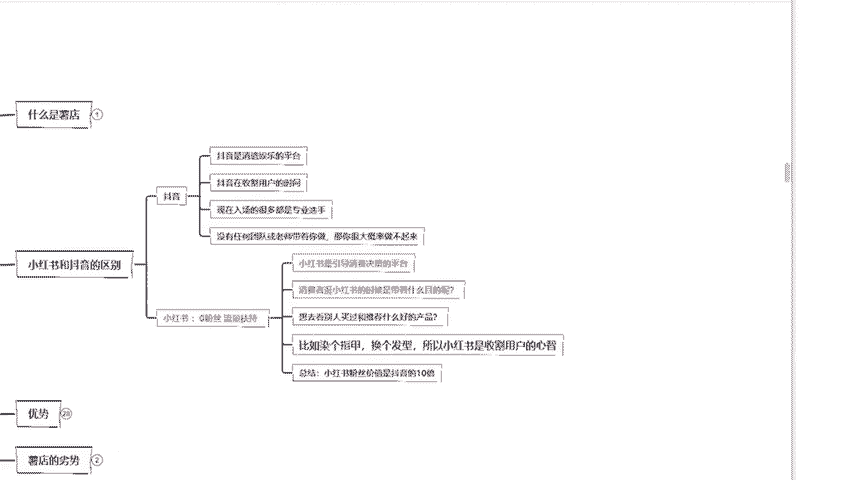 什么是薯店
1
抖音是消遣娱乐的平台
抖音在收割用户的时间
抖音
现在入场的很多都是专业选手
没有任何团队或老师带着你做，那你很大概率做不起来
小红书和抖音的区别
小红书是引导消费决策的平台
消费者逛小红书的时候是带着什么目的呢?
小红书：0粉丝 流量扶持
想去看别人买过和推荐什么好的产品?
比如染个指甲，换个发型，所以小红书是收割用户的心智
总结：小红书粉丝价值是抖音的10倍
优势
28
薯店的劣势
2